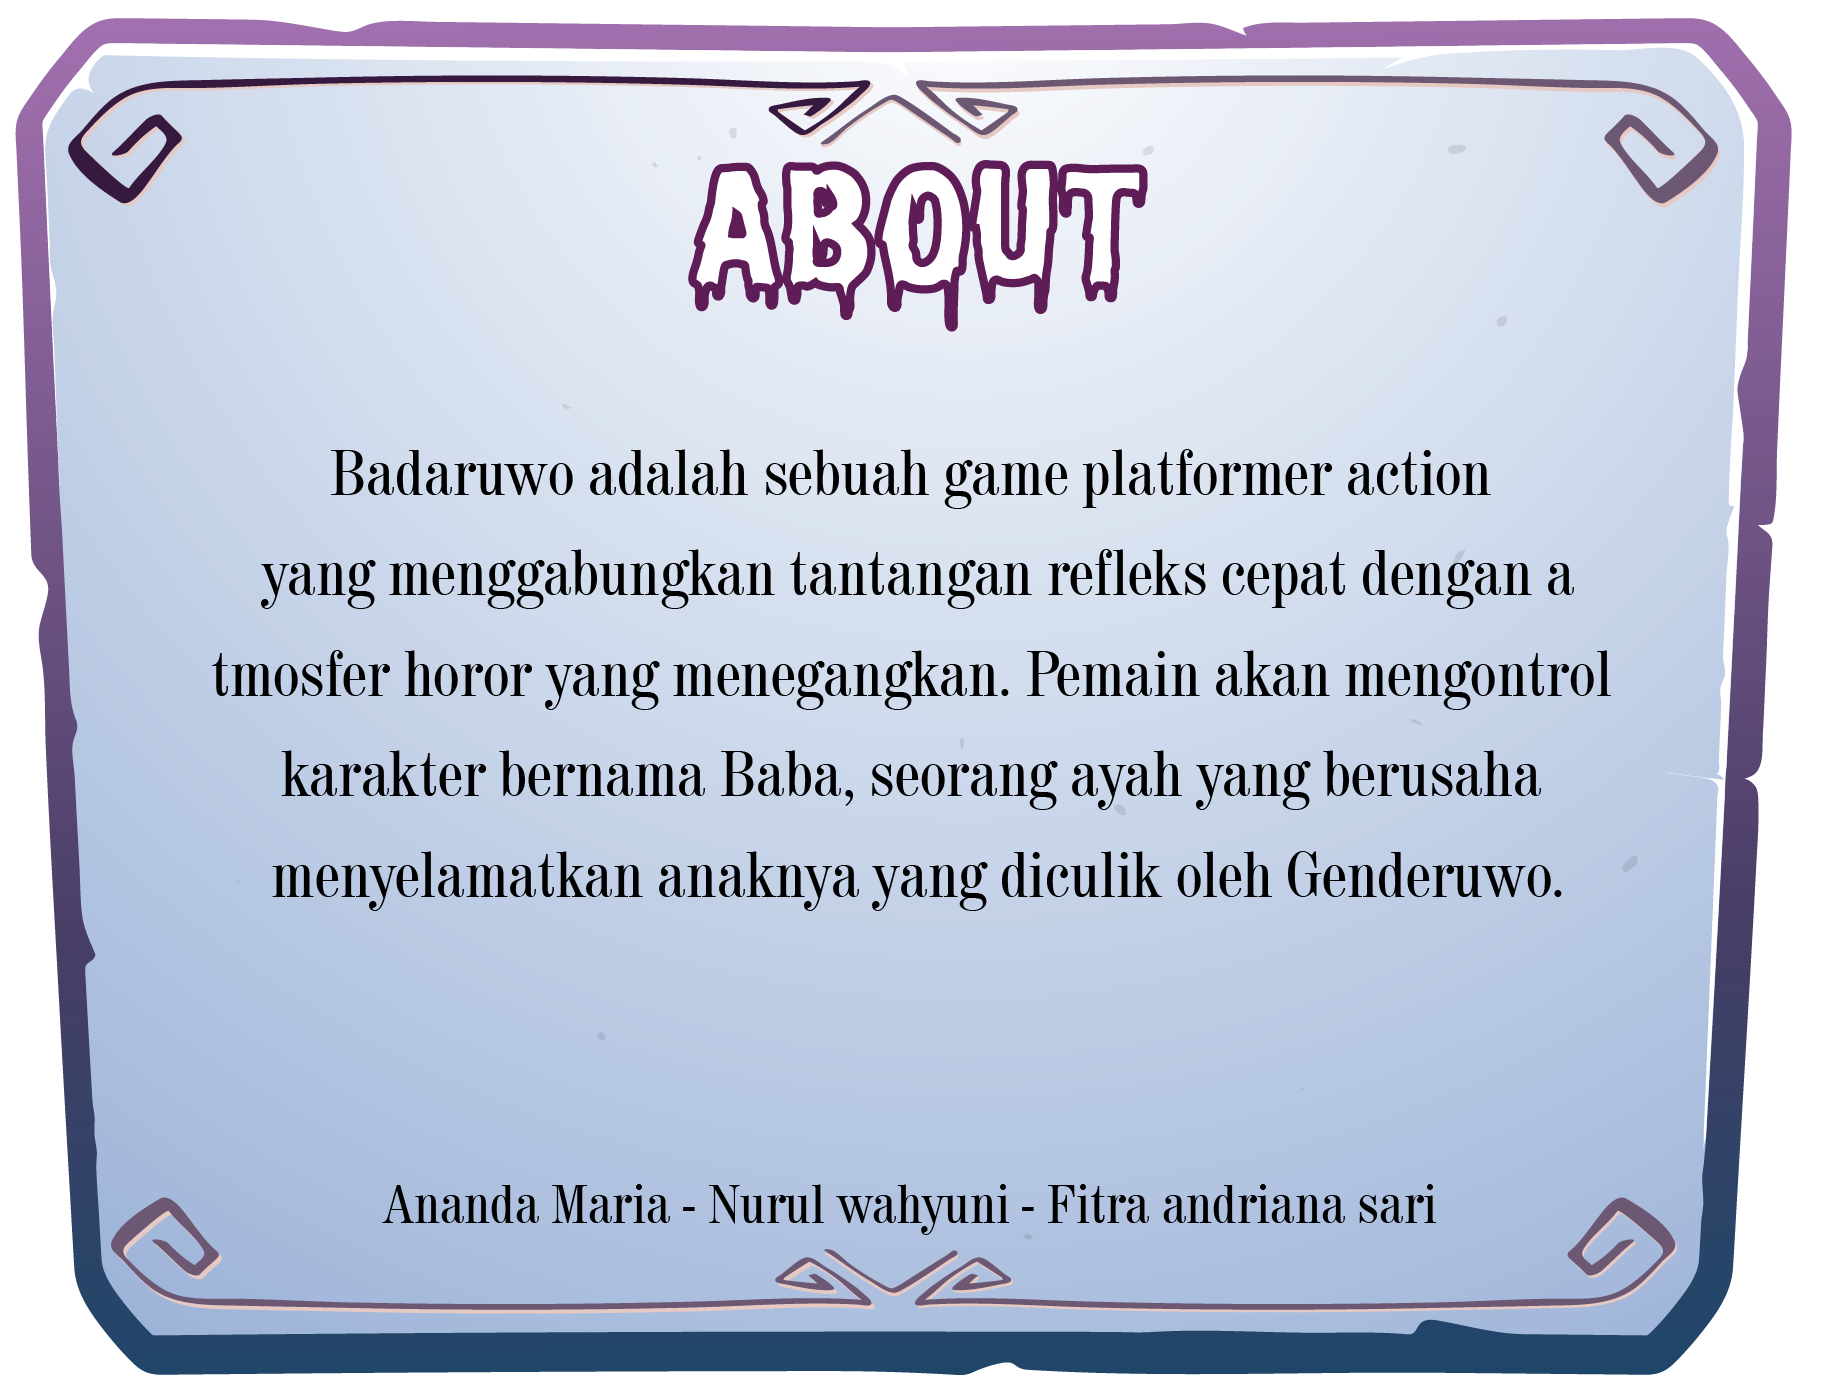 ABOUT
Badaruwo adalah sebuah game platformer action
yang menggabungkan tantangan refleks cepat dengan a
tmosfer horor yang menegangkan. Pemain akan mengontrol
karakter bernama Baba, seorang ayah yang berusaha
menyelamatkan anaknya yang diculik oleh Genderuwo.
Ananda Maria - Nurul wahyuni - Fitra andriana sari